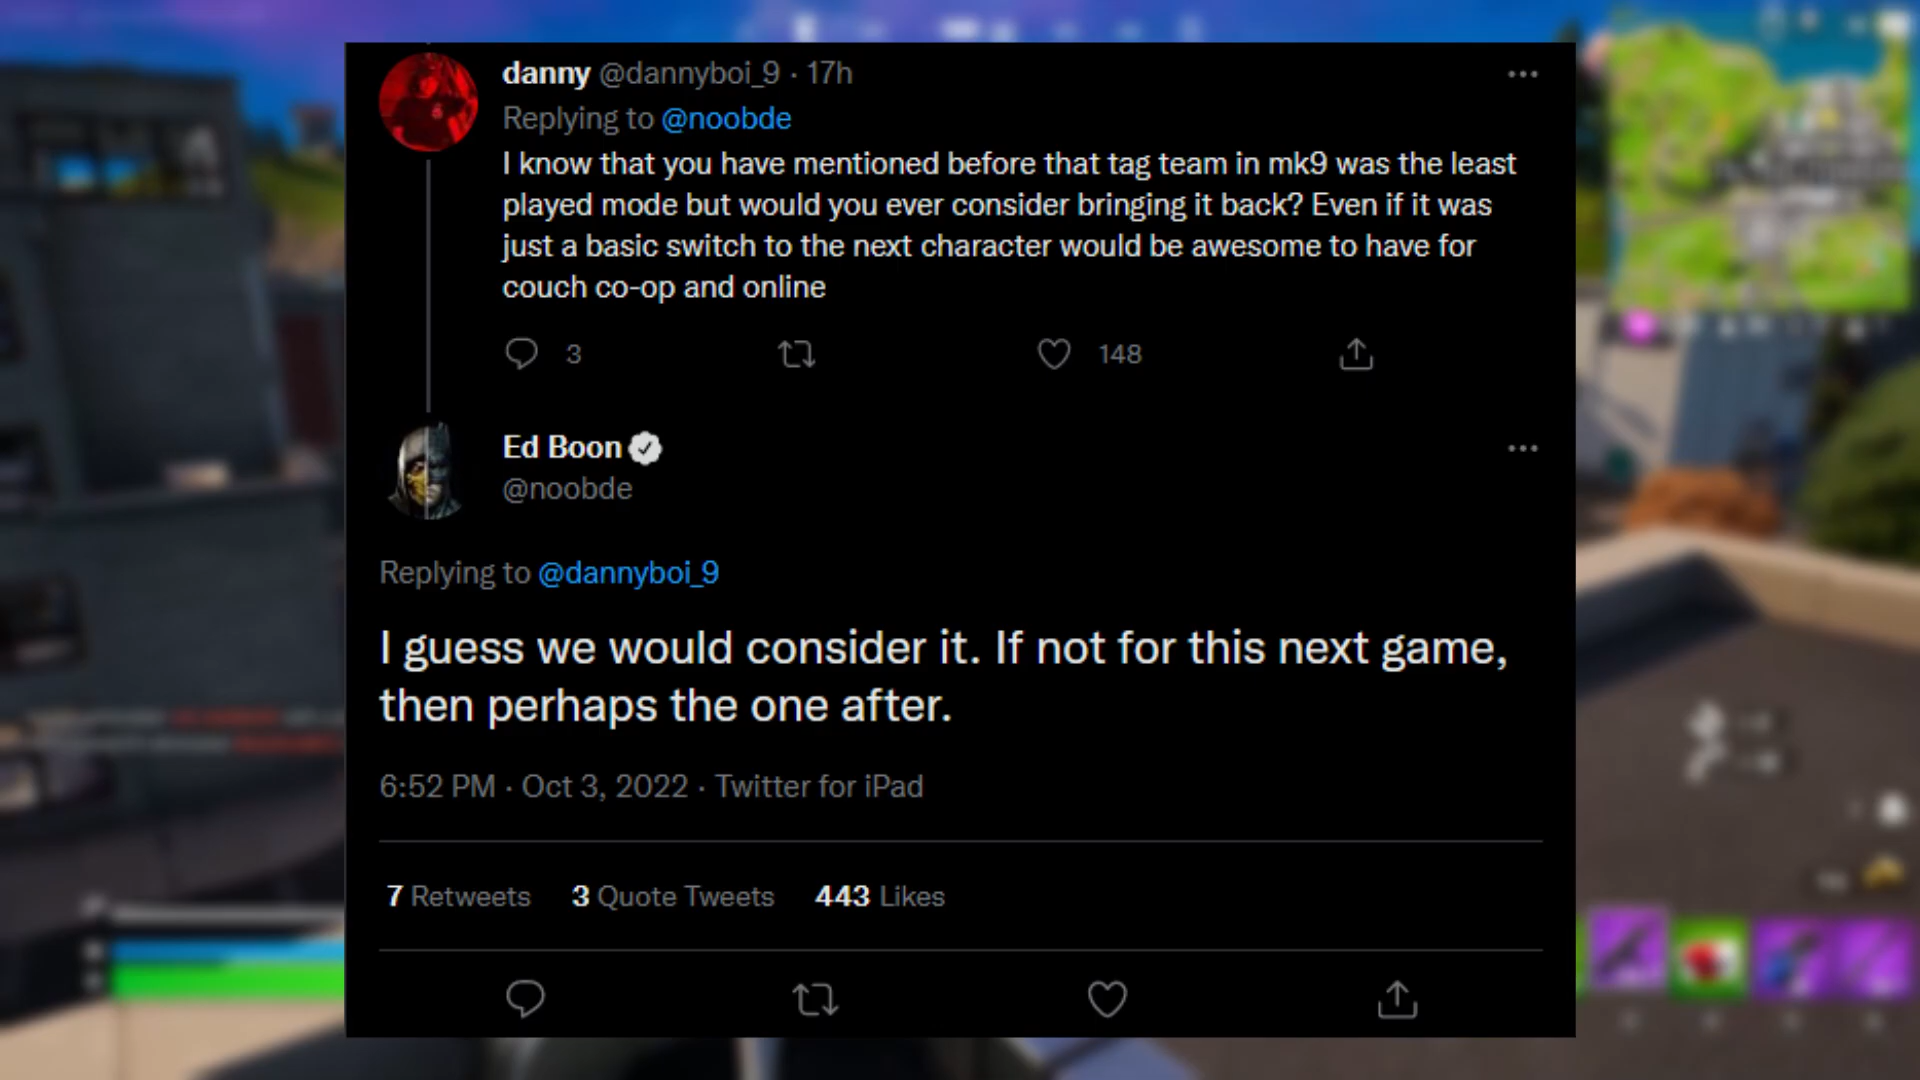 danny @dannyboi_9 · 17h
Replying to @noobde
I know that you have mentioned before that tag team in mk9 was the least
played mode but would you ever consider bringing it back? Even if it was
just a basic switch to the next character would be awesome to have for
couch co-op and online
3 148
Ed Boon
@noobde
Replying to @dannyboi_9
I guess we would consider it. If not for this next game,
then perhaps the one after.
6:52 PM · Oct 3, 2022 · Twitter for iPad
7 Retweets 3 Quote Tweets 443 Likes